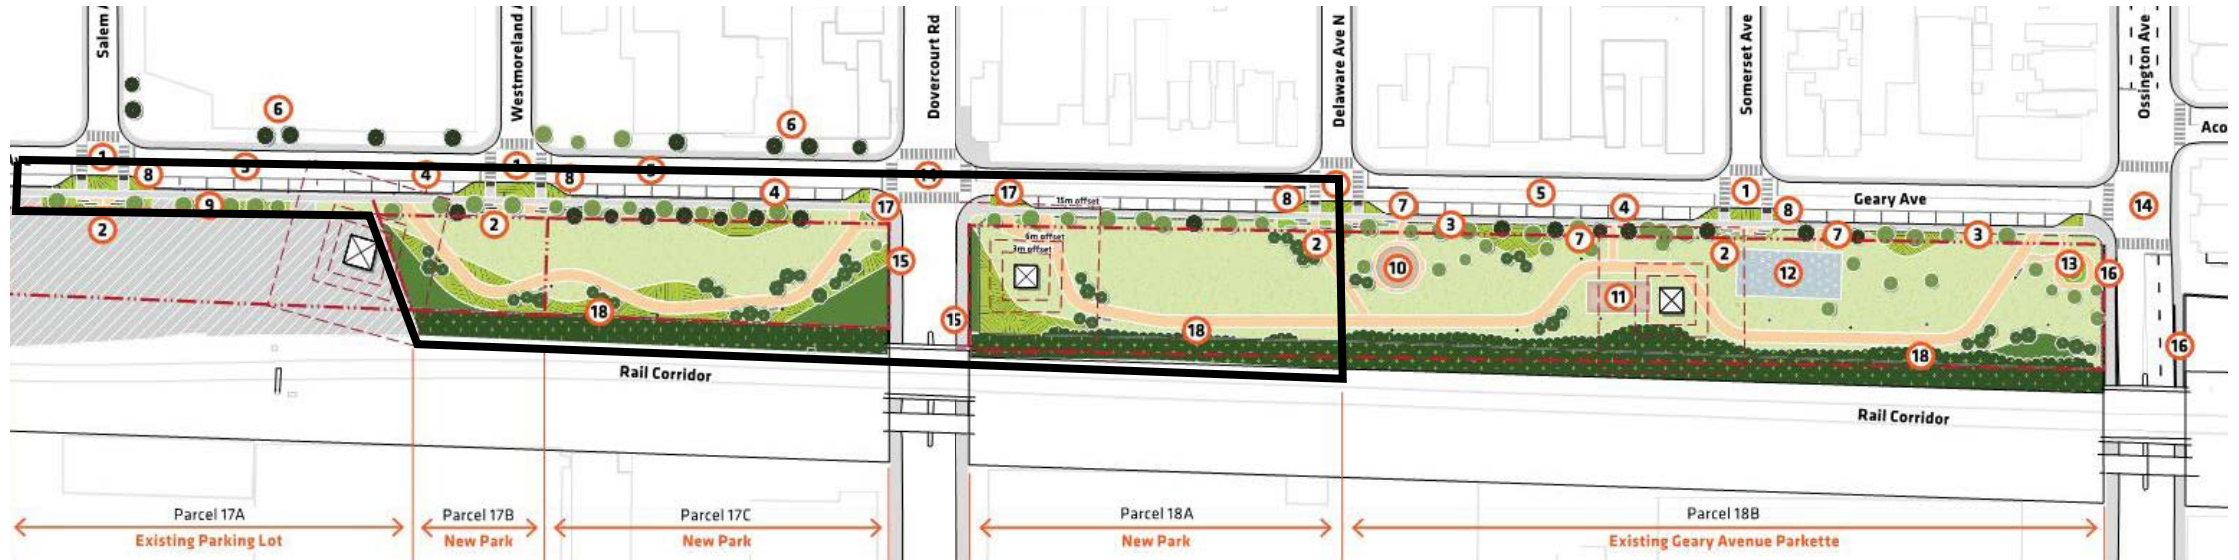 Salem
Westmoreland
Dovercourt Rd
Delaware Ave N
Somerset Ave
Ossington Ave
6
6
Aco
1
8
5
4
1
8
5
4
17
15m offset
8
7
5
4
1
8
Geary Ave
14
9
2
2
17
6m offset
3m offset
2
3
7
2
7
3
15
10
12
13
16
11
18
15
18
18
16
Rail Corridor
Rail Corridor
Parcel 17A
Existing Parking Lot
Parcel 17B
New Park
Parcel 17C
New Park
Parcel 18A
New Park
Parcel 18B
Existing Geary Avenue Parkette